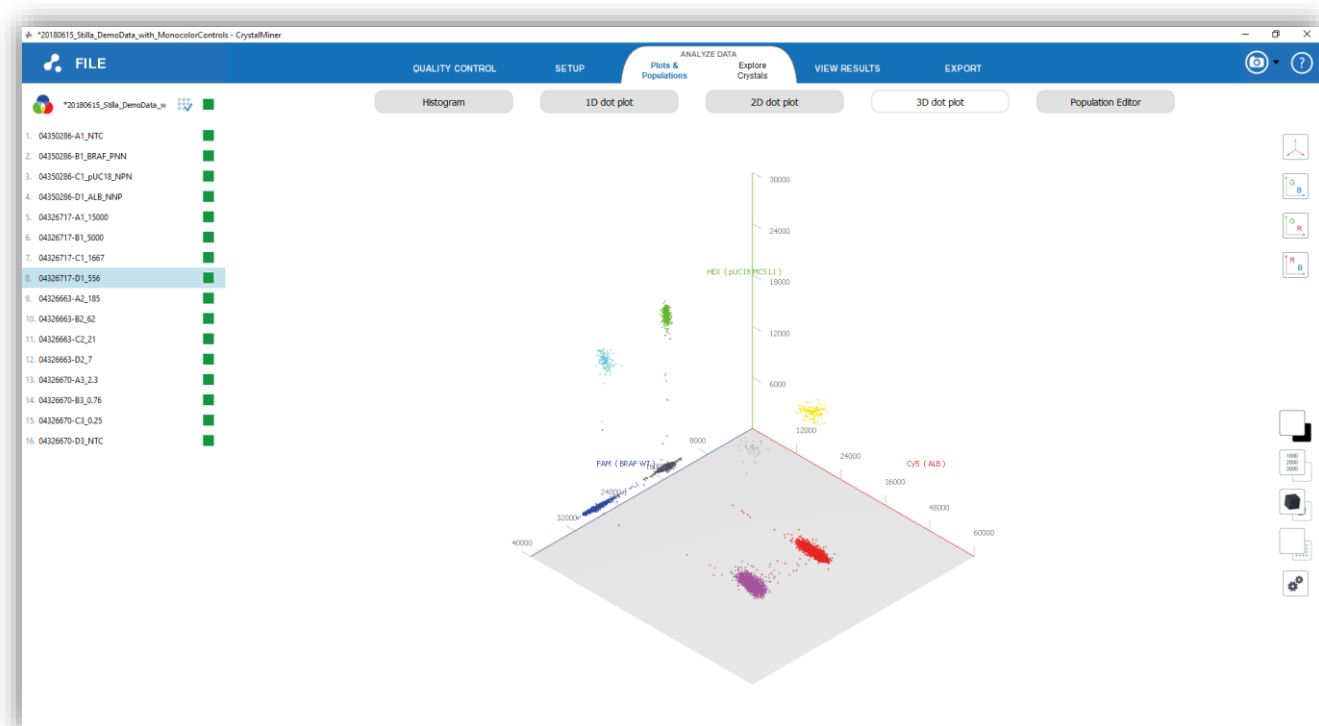 *20180615_Stilla_DemoData_with_MonocolorControls - CrystalMiner
FILE
QUALITY CONTROL
SETUP
ANALYZE DATA
Plots & Populations
Explore Crystals
VIEW RESULTS
EXPORT
?
*20180615_Stilla_DemoData_w
Histogram
1D dot plot
2D dot plot
3D dot plot
Population Editor
1. 04350286-A1_NTC
2. 04350286-B1_BRAF_PNN
3. 04350286-C1_pUC18_NPN
4. 04350286-D1_ALB_NNP
5. 04326717-A1_15000
6. 04326717-B1_5000
7. 04326717-C1_1667
8. 04326717-D1_556
9. 04326663-A2_185
10. 04326663-B2_62
11. 04326663-C2_21
12. 04326663-D2_7
13. 04326670-A3_2.3
14. 04326670-B3_0.76
15. 04326670-C3_0.25
16. 04326670-D3_NTC
30000
24000
HEX ( pUC18 MCS L1 )
18000
12000
6000
8000
12000
FAM ( BRAF WT )
24000
32000
40000
24000
Cy5 ( ALB )
36000
48000
60000
G
B
G
R
R
B
1000
2000
3000